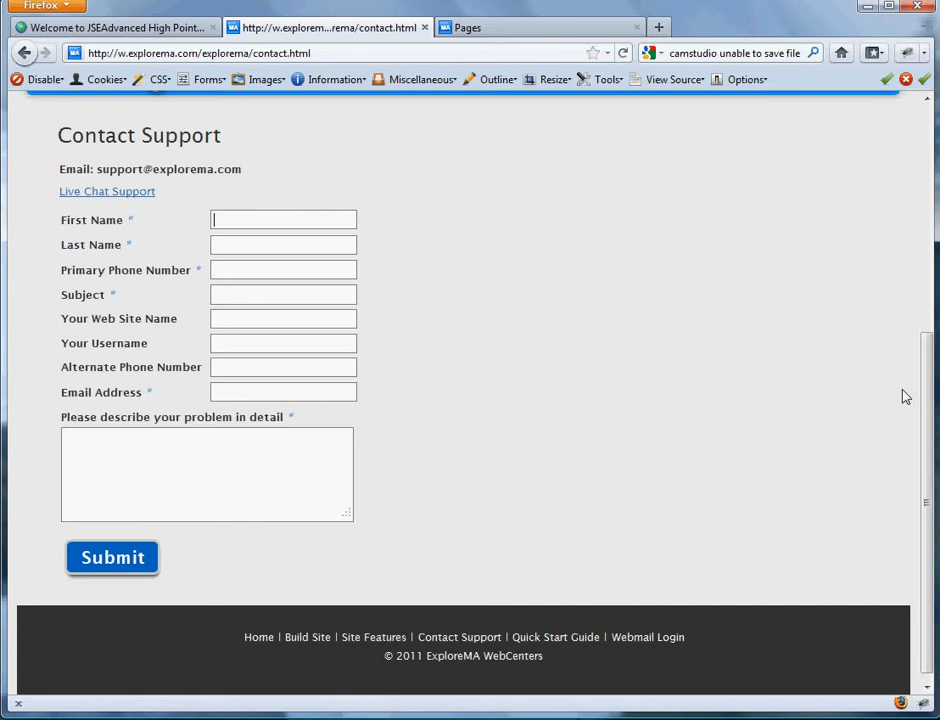 Firefox
Welcome to JSEAdvanced High Point...
http://w.explorem...rema/contact.html
Pages
http://w.explorema.com/explorema/contact.html
camstudio unable to save file
Disable▾ Cookies▾ CSS▾ Forms▾ Images▾ Information▾ Miscellaneous▾ Outline▾ Resize▾ Tools▾ View Source▾ Options▾
Contact Support
Email: support@explorema.com
Live Chat Support
First Name *
Last Name *
Primary Phone Number *
Subject *
Your Web Site Name
Your Username
Alternate Phone Number
Email Address *
Please describe your problem in detail *
Submit
Home | Build Site | Site Features | Contact Support | Quick Start Guide | Webmail Login
© 2011 ExploreMA WebCenters